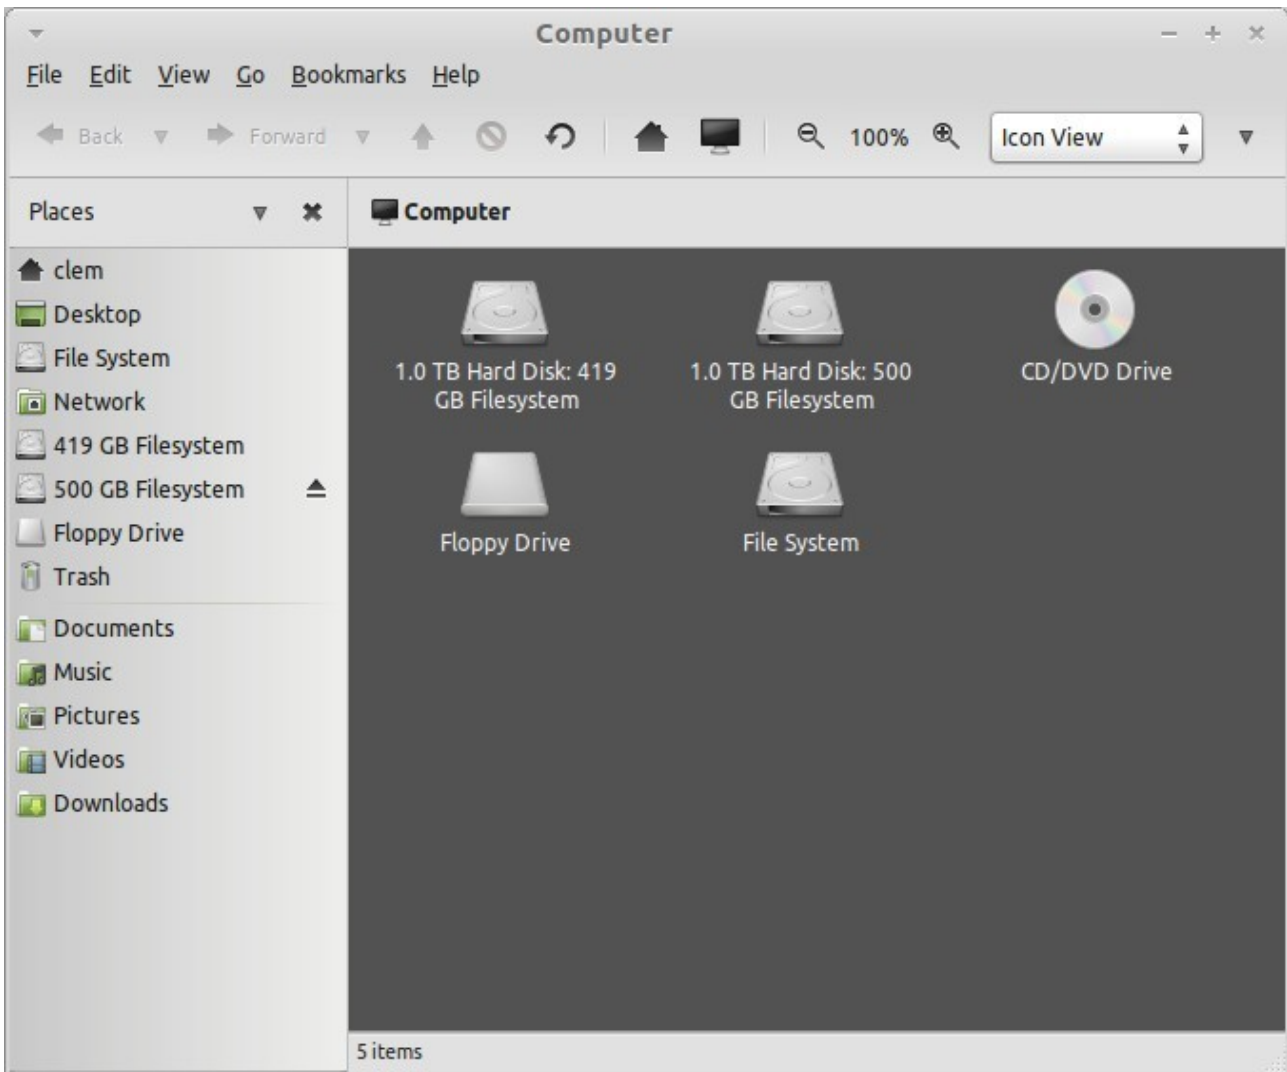 Computer
File Edit View Go Bookmarks Help
Back Forward 100% Icon View
Places
Computer
clem
Desktop
File System
Network
419 GB Filesystem
500 GB Filesystem
Floppy Drive
Trash
Documents
Music
Pictures
Videos
Downloads
1.0 TB Hard Disk: 419
GB Filesystem
1.0 TB Hard Disk: 500
GB Filesystem
CD/DVD Drive
Floppy Drive
File System
5 items